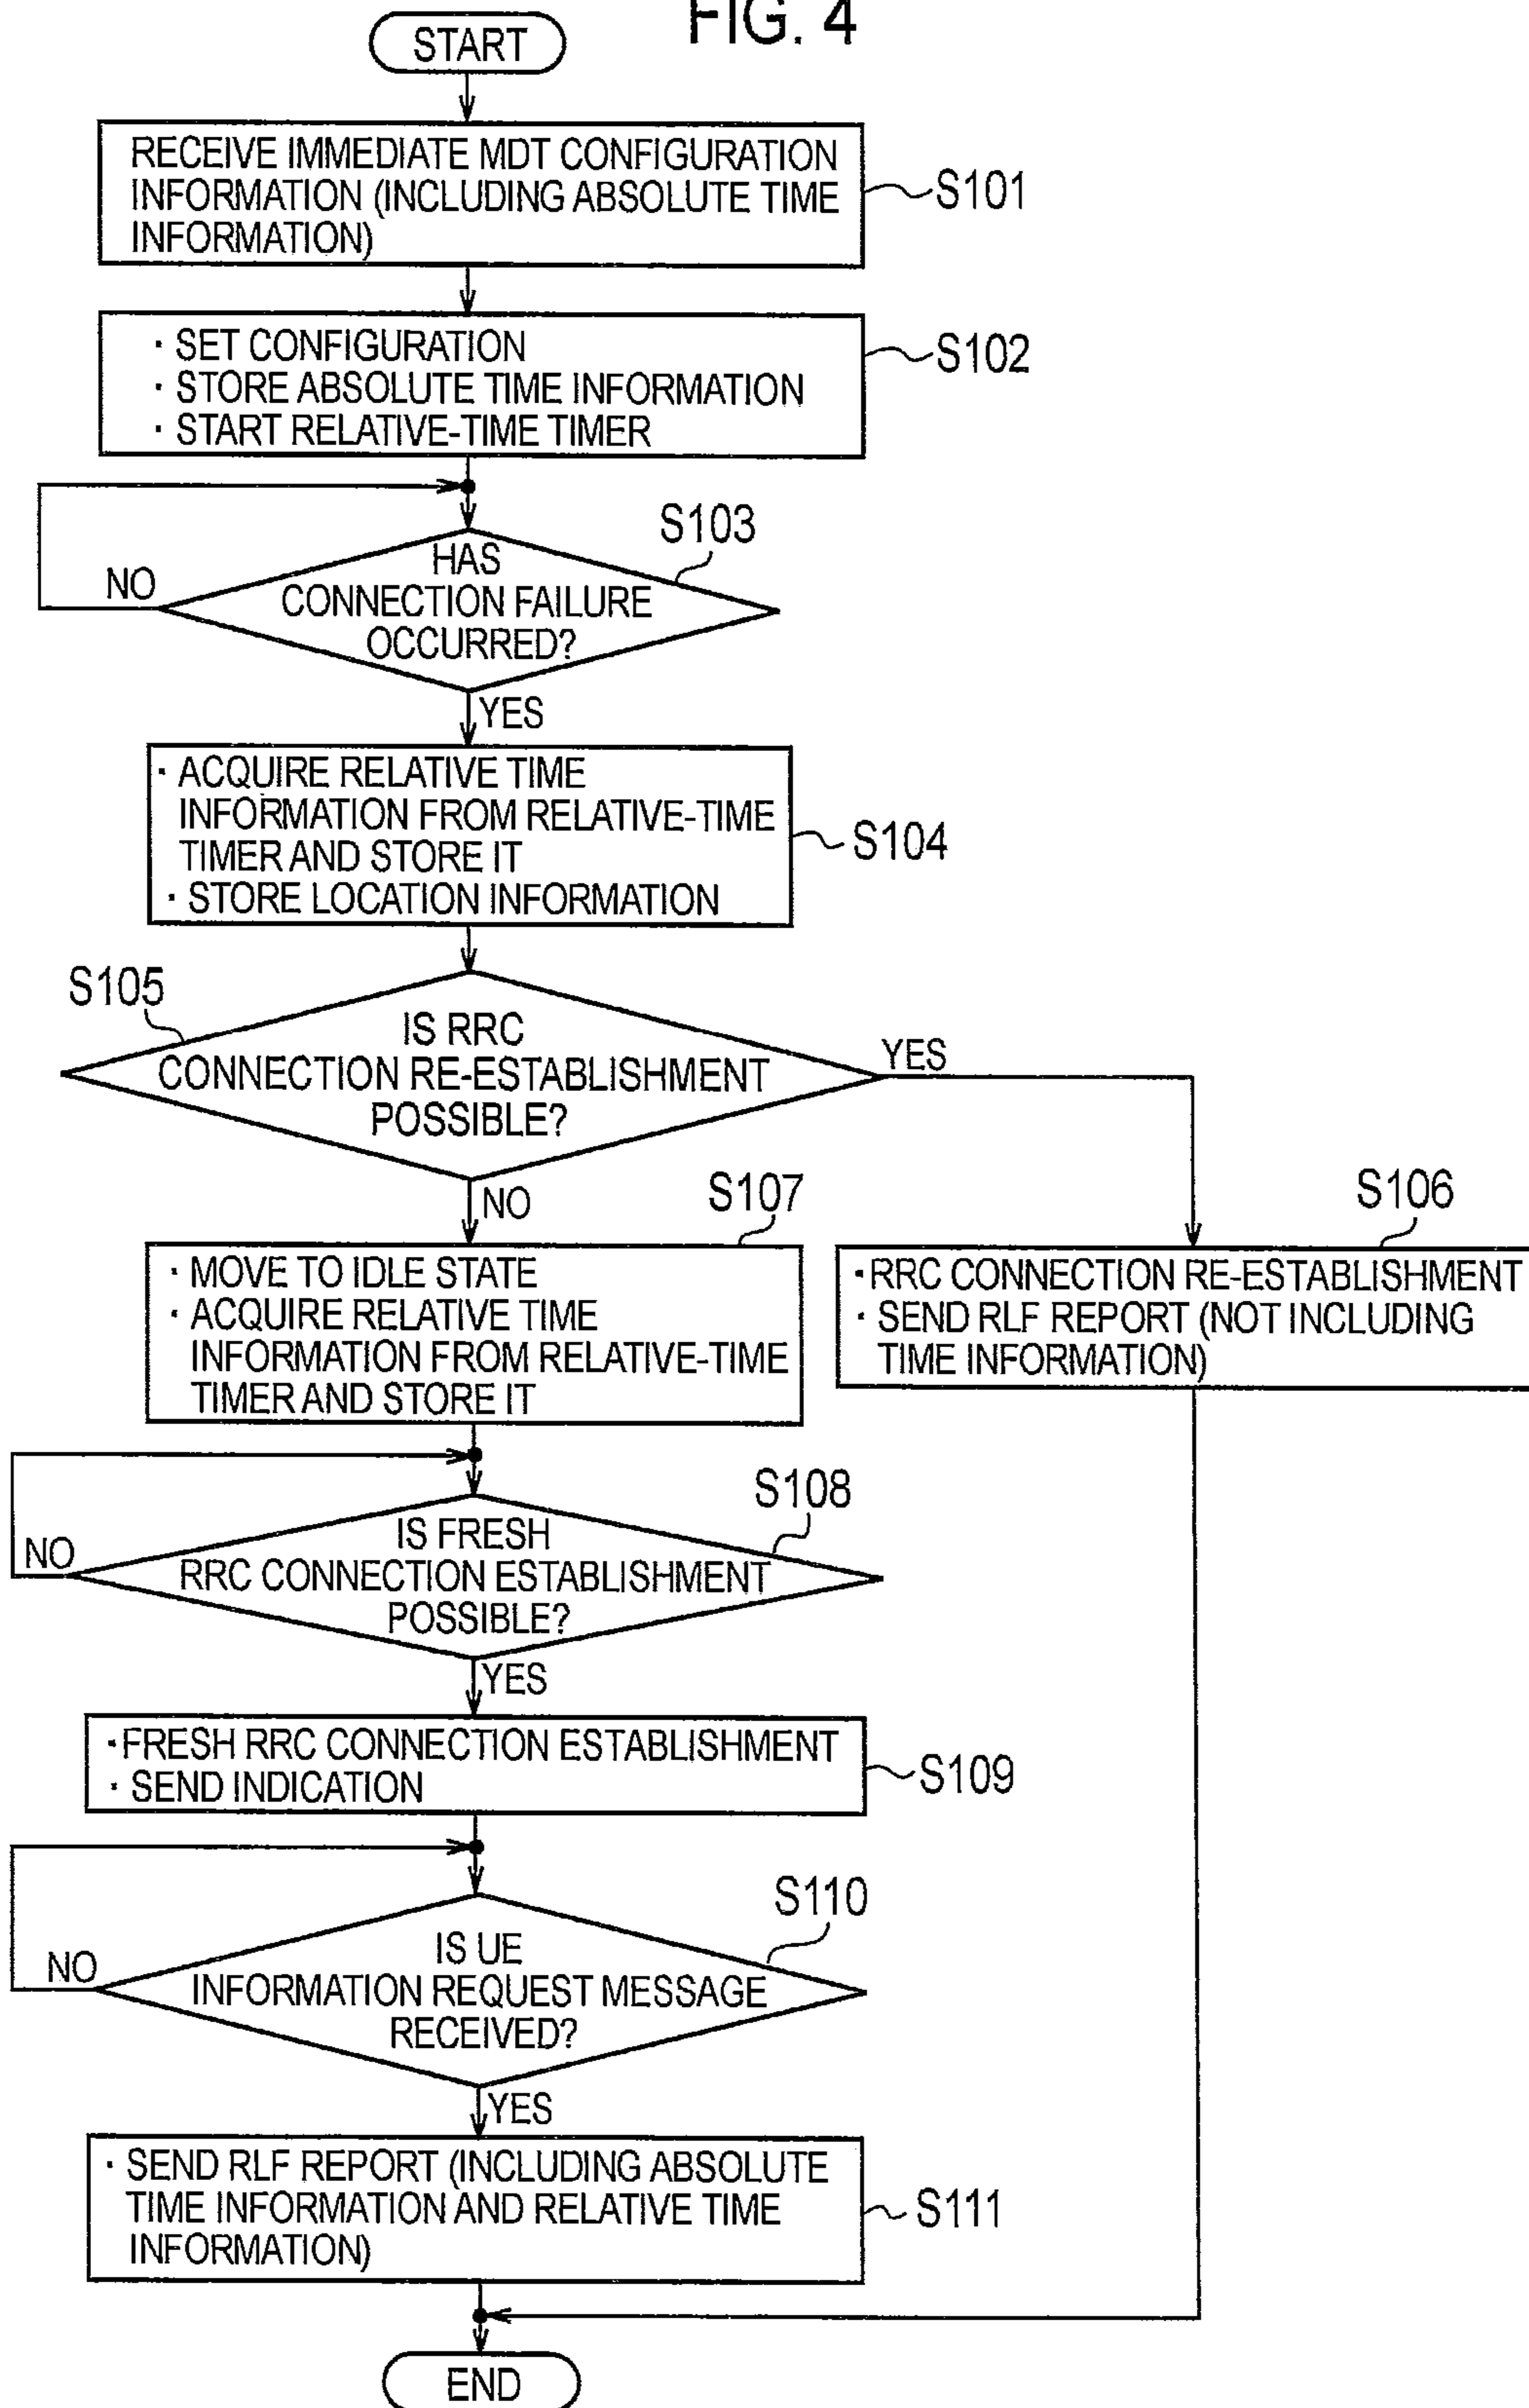 FIG. 4
START
RECEIVE IMMEDIATE MDT CONFIGURATION
INFORMATION (INCLUDING ABSOLUTE TIME
INFORMATION)
S101
· SET CONFIGURATION
· STORE ABSOLUTE TIME INFORMATION
· START RELATIVE-TIME TIMER
S102
S103
HAS
CONNECTION FAILURE
OCCURRED?
NO
YES
· ACQUIRE RELATIVE TIME
INFORMATION FROM RELATIVE-TIME
TIMER AND STORE IT
· STORE LOCATION INFORMATION
S104
S105
IS RRC
CONNECTION RE-ESTABLISHMENT
POSSIBLE?
YES
NO
S107
· MOVE TO IDLE STATE
· ACQUIRE RELATIVE TIME
INFORMATION FROM RELATIVE-TIME
TIMER AND STORE IT
S106
· RRC CONNECTION RE-ESTABLISHMENT
· SEND RLF REPORT (NOT INCLUDING
TIME INFORMATION)
S108
IS FRESH
RRC CONNECTION ESTABLISHMENT
POSSIBLE?
NO
YES
· FRESH RRC CONNECTION ESTABLISHMENT
· SEND INDICATION
S109
S110
IS UE
INFORMATION REQUEST MESSAGE
RECEIVED?
NO
YES
· SEND RLF REPORT (INCLUDING ABSOLUTE
TIME INFORMATION AND RELATIVE TIME
INFORMATION)
S111
END